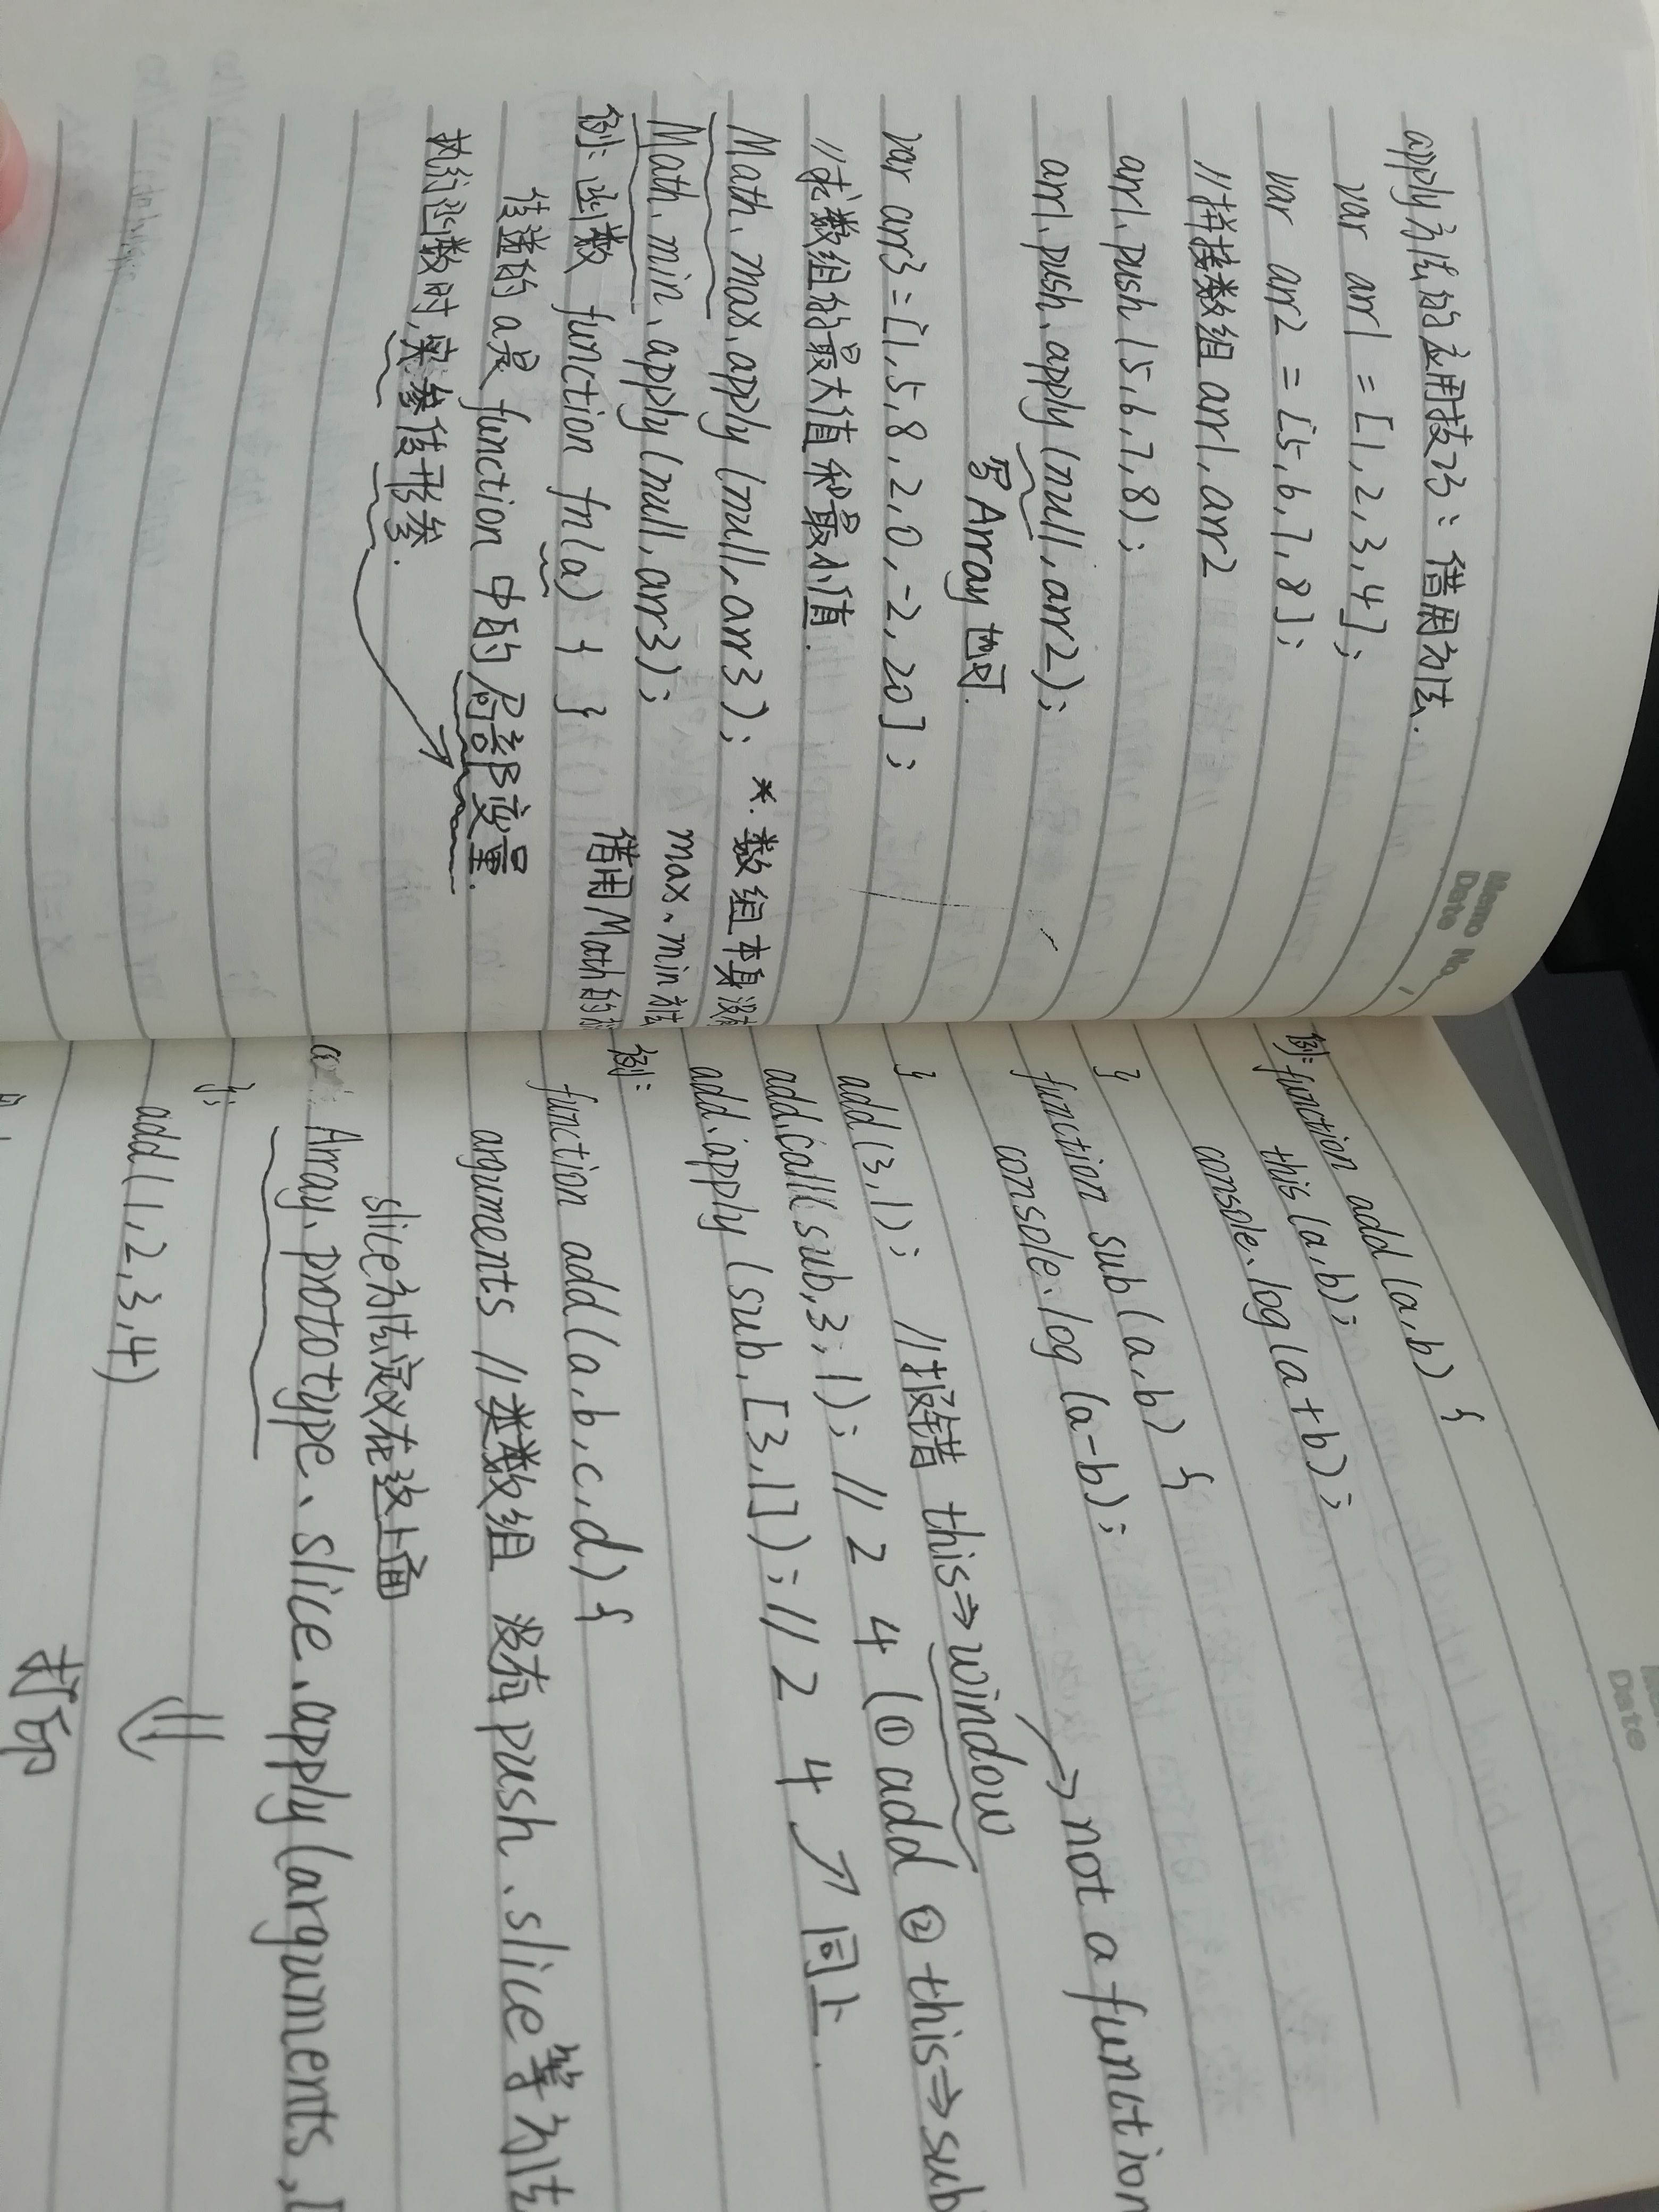 Memo No.
Date
apply方法的应用技巧：借用方法.
var arr1 = [1,2,3,4];
var arr2 = [5,6,7,8];
//拼接数组 arr1, arr2
arr1.push(5,6,7,8);
arr1.push.apply(null,arr2);
写Array也可.
var arr3=[1,5,8,2,0,-2,20];
//求数组的最大值和最小值.
Math.max.apply(null,arr3); *.数组本身没有
Math.min.apply(null,arr3); max、min方法
借用Math的
例:函数 function fn(a) { }
传递的a是function中的局部变量.
执行函数时,实参传形参.
Date
例:function add(a,b) {
this(a,b);
console.log(a+b);
}
function sub(a,b) {
console.log(a-b);
}
not a function
add(3,1); //报错 this⇒window
add.call(sub,3,1); // 2 4 (① add ② this⇒sub
add.apply(sub,[3,1]); // 2 4 ↗同上.
例:
function add(a,b,c,d){
arguments //类数组 没有push、slice等方法
slice方法定义在这上面
Array.prototype.slice.apply(arguments,[
};
add(1,2,3,4)
⇓
打印